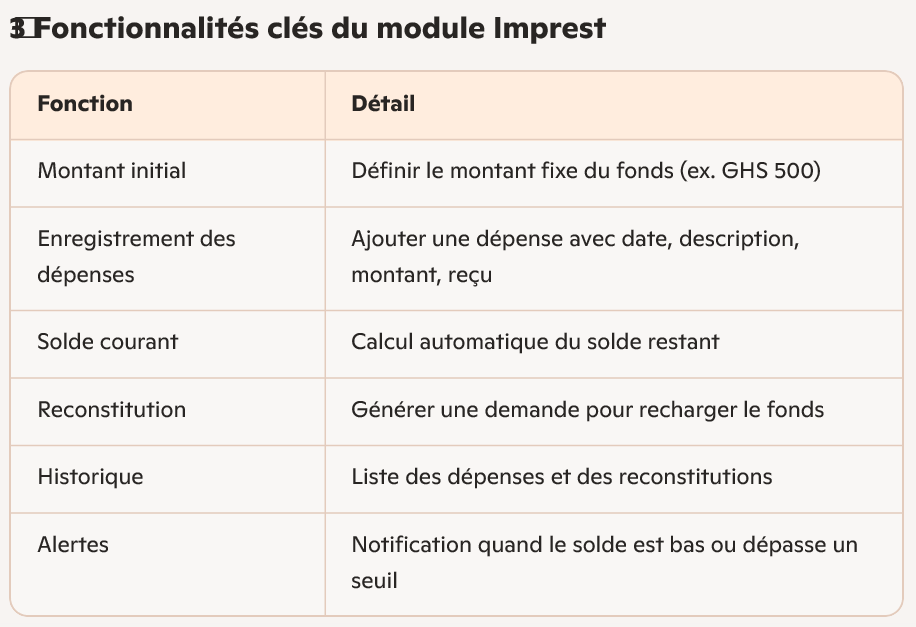 3 Fonctionnalités clés du module Imprest
Fonction Détail
Montant initial Définir le montant fixe du fonds (ex. GHS 500)
Enregistrement des
dépenses
Ajouter une dépense avec date, description,
montant, reçu
Solde courant Calcul automatique du solde restant
Reconstitution Générer une demande pour recharger le fonds
Historique Liste des dépenses et des reconstitutions
Alertes Notification quand le solde est bas ou dépasse un
seuil